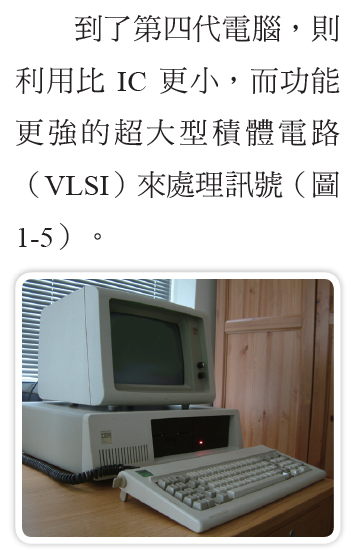 到了第四代電腦，則
利用比 IC 更小，而功能
更強的超大型積體電路
（VLSI）來處理訊號（圖
1-5）。
IBM